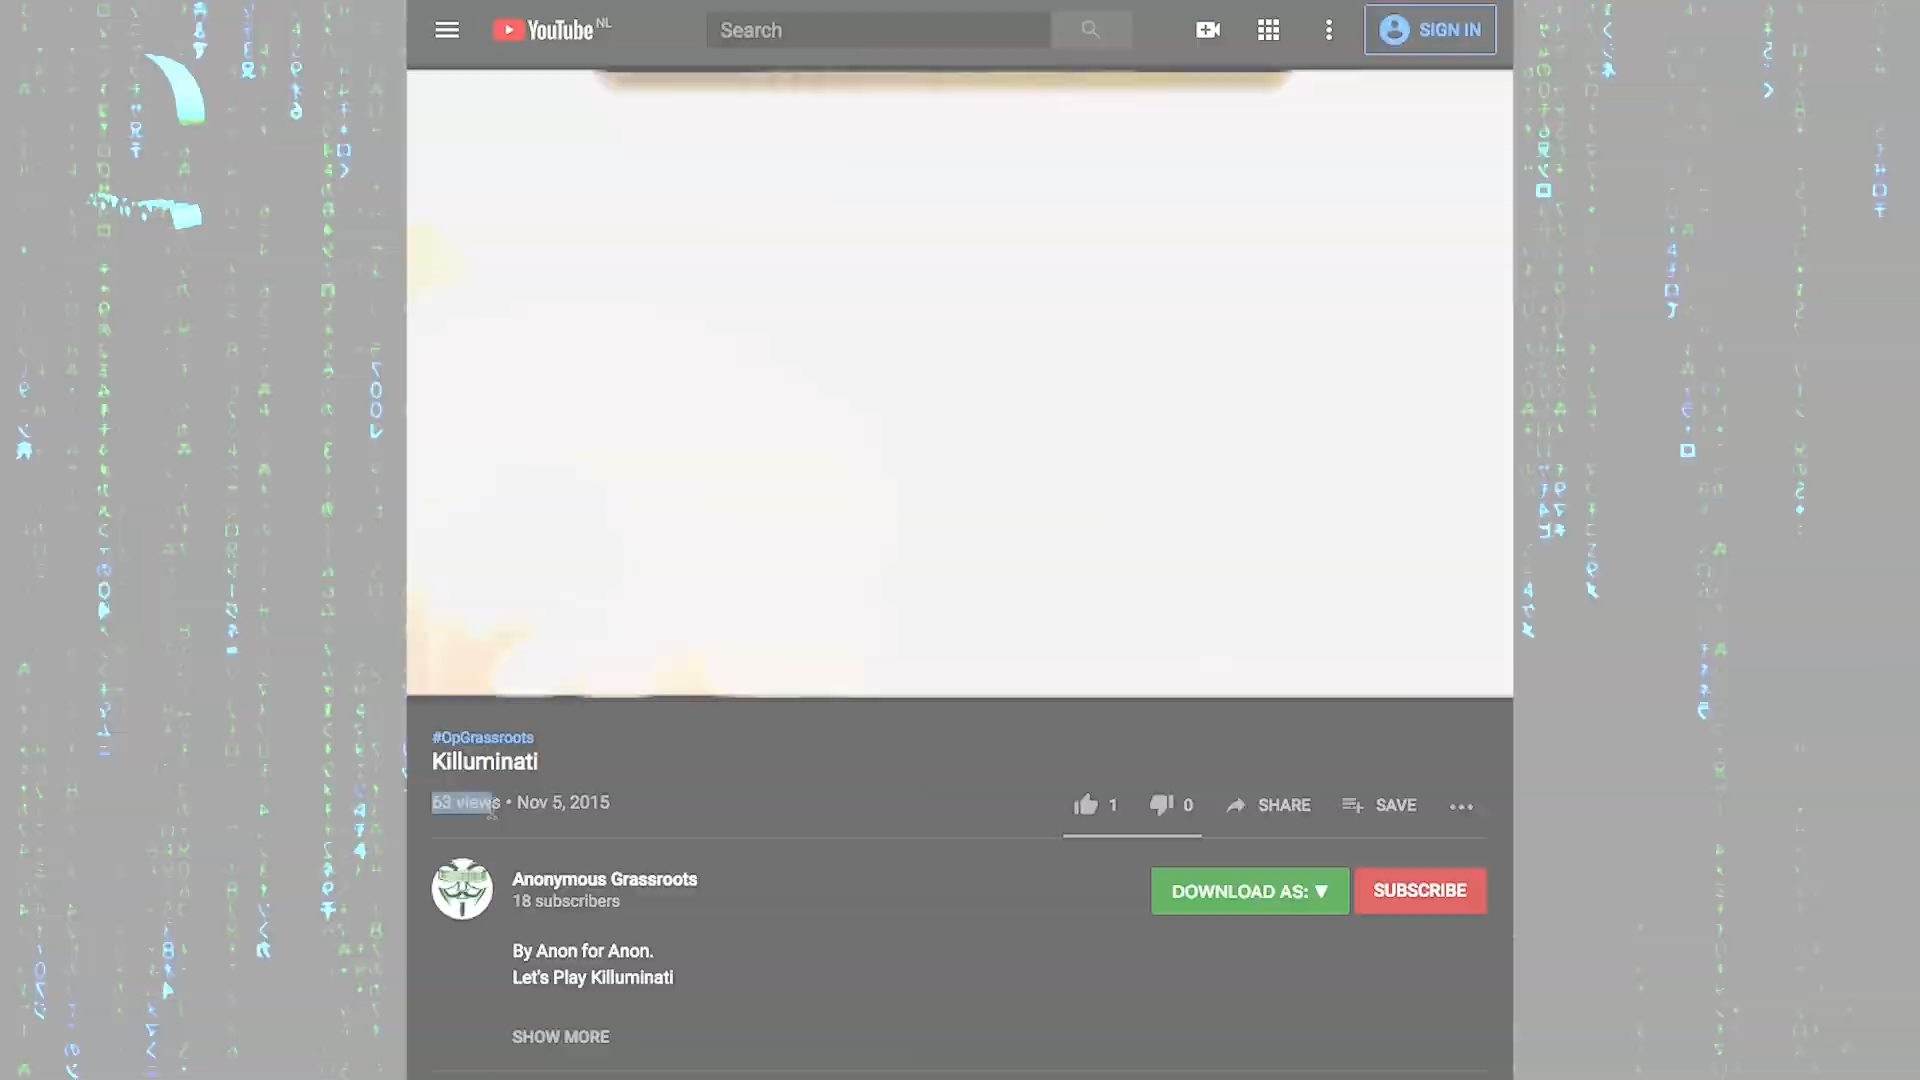 YouTube NL
Search
SIGN IN
#OpGrassroots
Killuminati
63 views • Nov 5, 2015
1
0
SHARE
SAVE
Anonymous Grassroots
18 subscribers
DOWNLOAD AS: ▼
SUBSCRIBE
By Anon for Anon.
Let's Play Killuminati
SHOW MORE